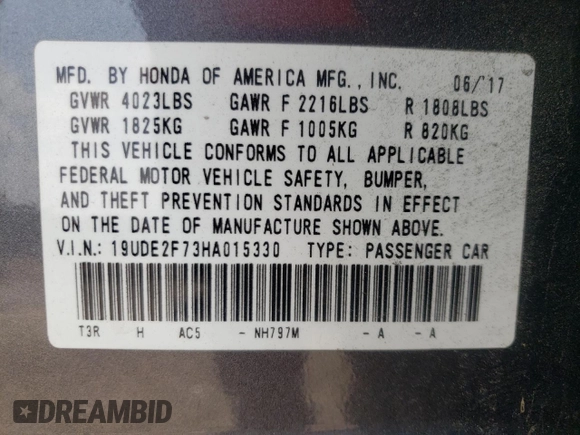 MFD. BY HONDA OF AMERICA MFG., INC. 06/'17
GVWR 4023LBS GAWR F 2216LBS R 1808LBS
GVWR 1825KG GAWR F 1005KG R 820KG
THIS VEHICLE CONFORMS TO ALL APPLICABLE
FEDERAL MOTOR VEHICLE SAFETY, BUMPER,
AND THEFT PREVENTION STANDARDS IN EFFECT
ON THE DATE OF MANUFACTURE SHOWN ABOVE.
V.I.N.: 19UDE2F73HA015330 TYPE: PASSENGER CAR
T3R H AC5 - NH797M - A - A
DREAMBID